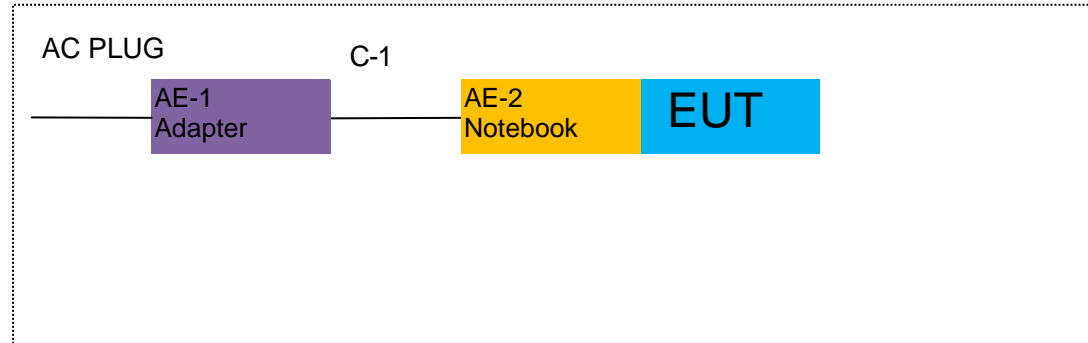 AC PLUG
C-1
AE-1
Adapter
AE-2
Notebook
EUT